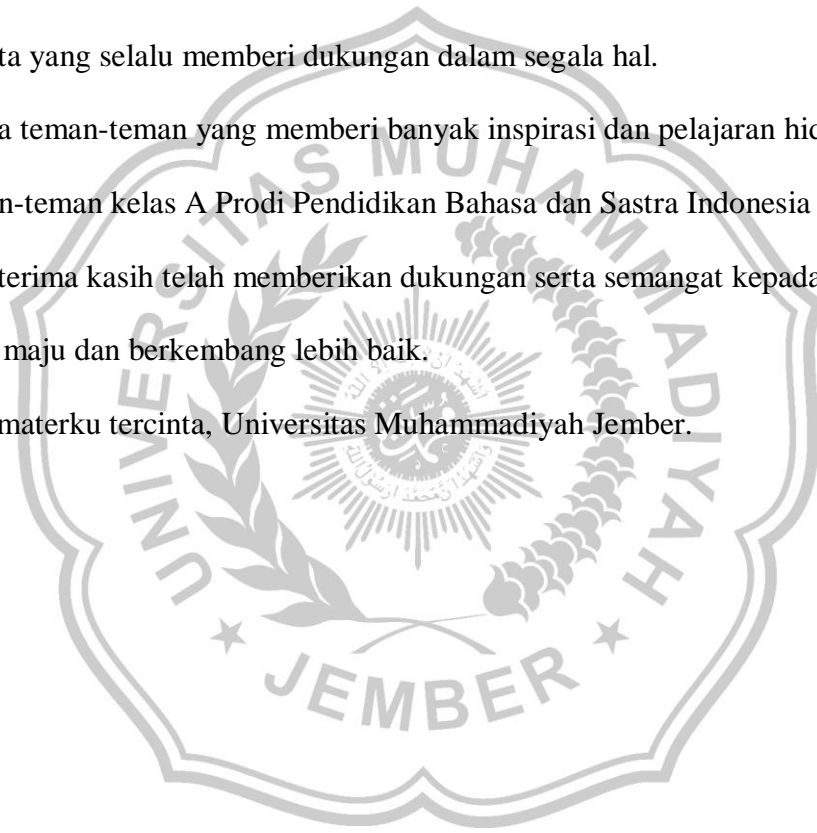 ta yang selalu memberi dukungan dalam segala hal.
a teman-teman yang memberi banyak inspirasi dan pelajaran hid
n-teman kelas A Prodi Pendidikan Bahasa dan Sastra Indonesia
terima kasih telah memberikan dukungan serta semangat kepada
maju dan berkembang lebih baik.
materku tercinta, Universitas Muhammadiyah Jember.
UNIVERSITAS MUHAMMADIYAH
JEMBER